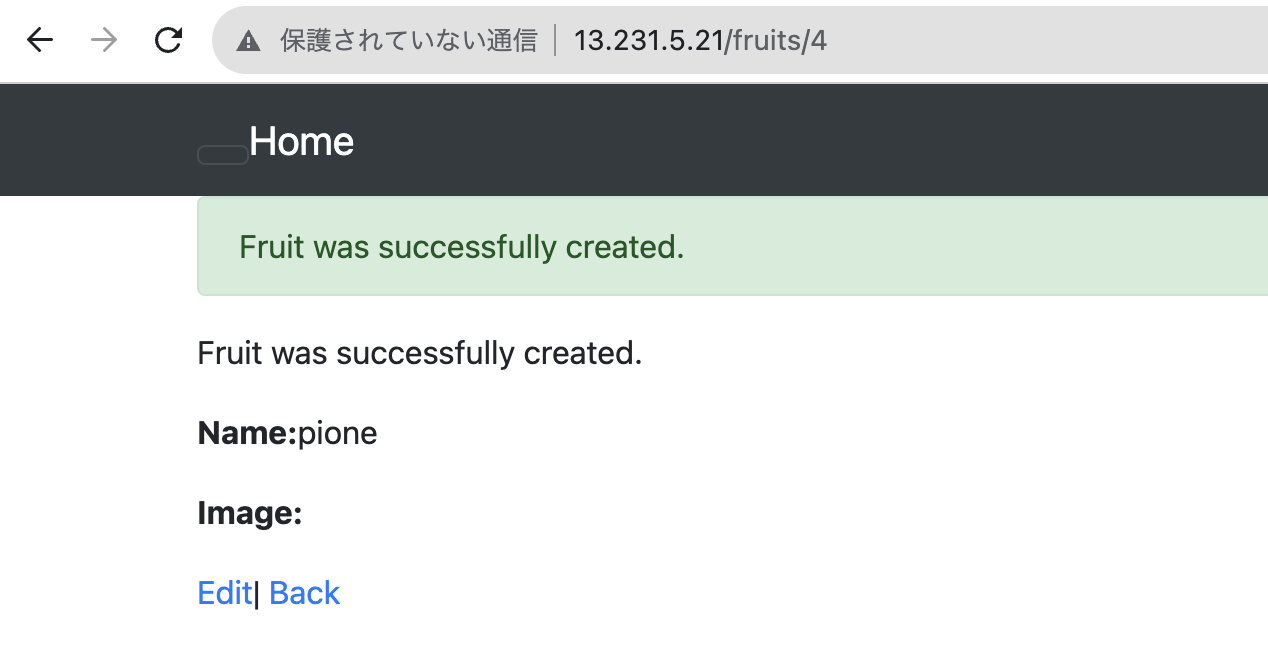 保護されていない通信 13.231.5.21/fruits/4
Home
Fruit was successfully created.
Fruit was successfully created.
Name:pione
Image:
Edit| Back